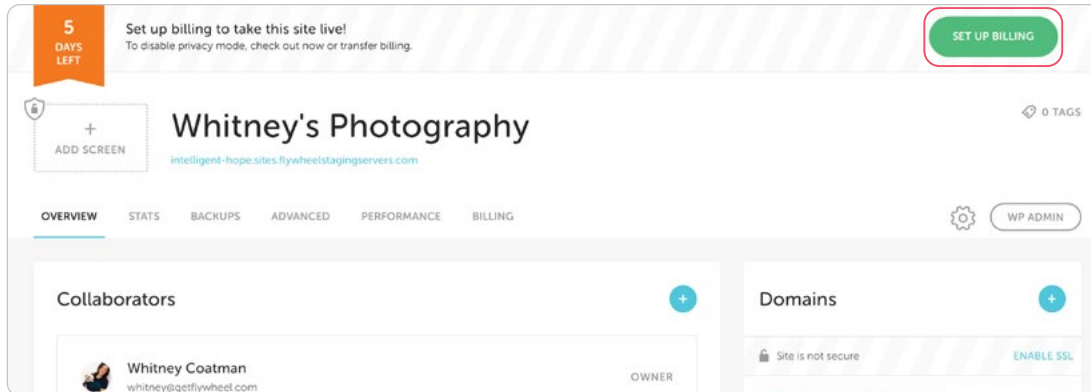 5
DAYS
LEFT
Set up billing to take this site live!
To disable privacy mode, check out now or transfer billing.
SET UP BILLING
+
ADD SCREEN
Whitney's Photography
intelligent-hope.sites.flywheelstagingservers.com
0 TAGS
OVERVIEW STATS BACKUPS ADVANCED PERFORMANCE BILLING
WP ADMIN
Collaborators
+
Domains
+
Whitney Coatman
whitney@getflywheel.com
OWNER
Site is not secure
ENABLE SSL